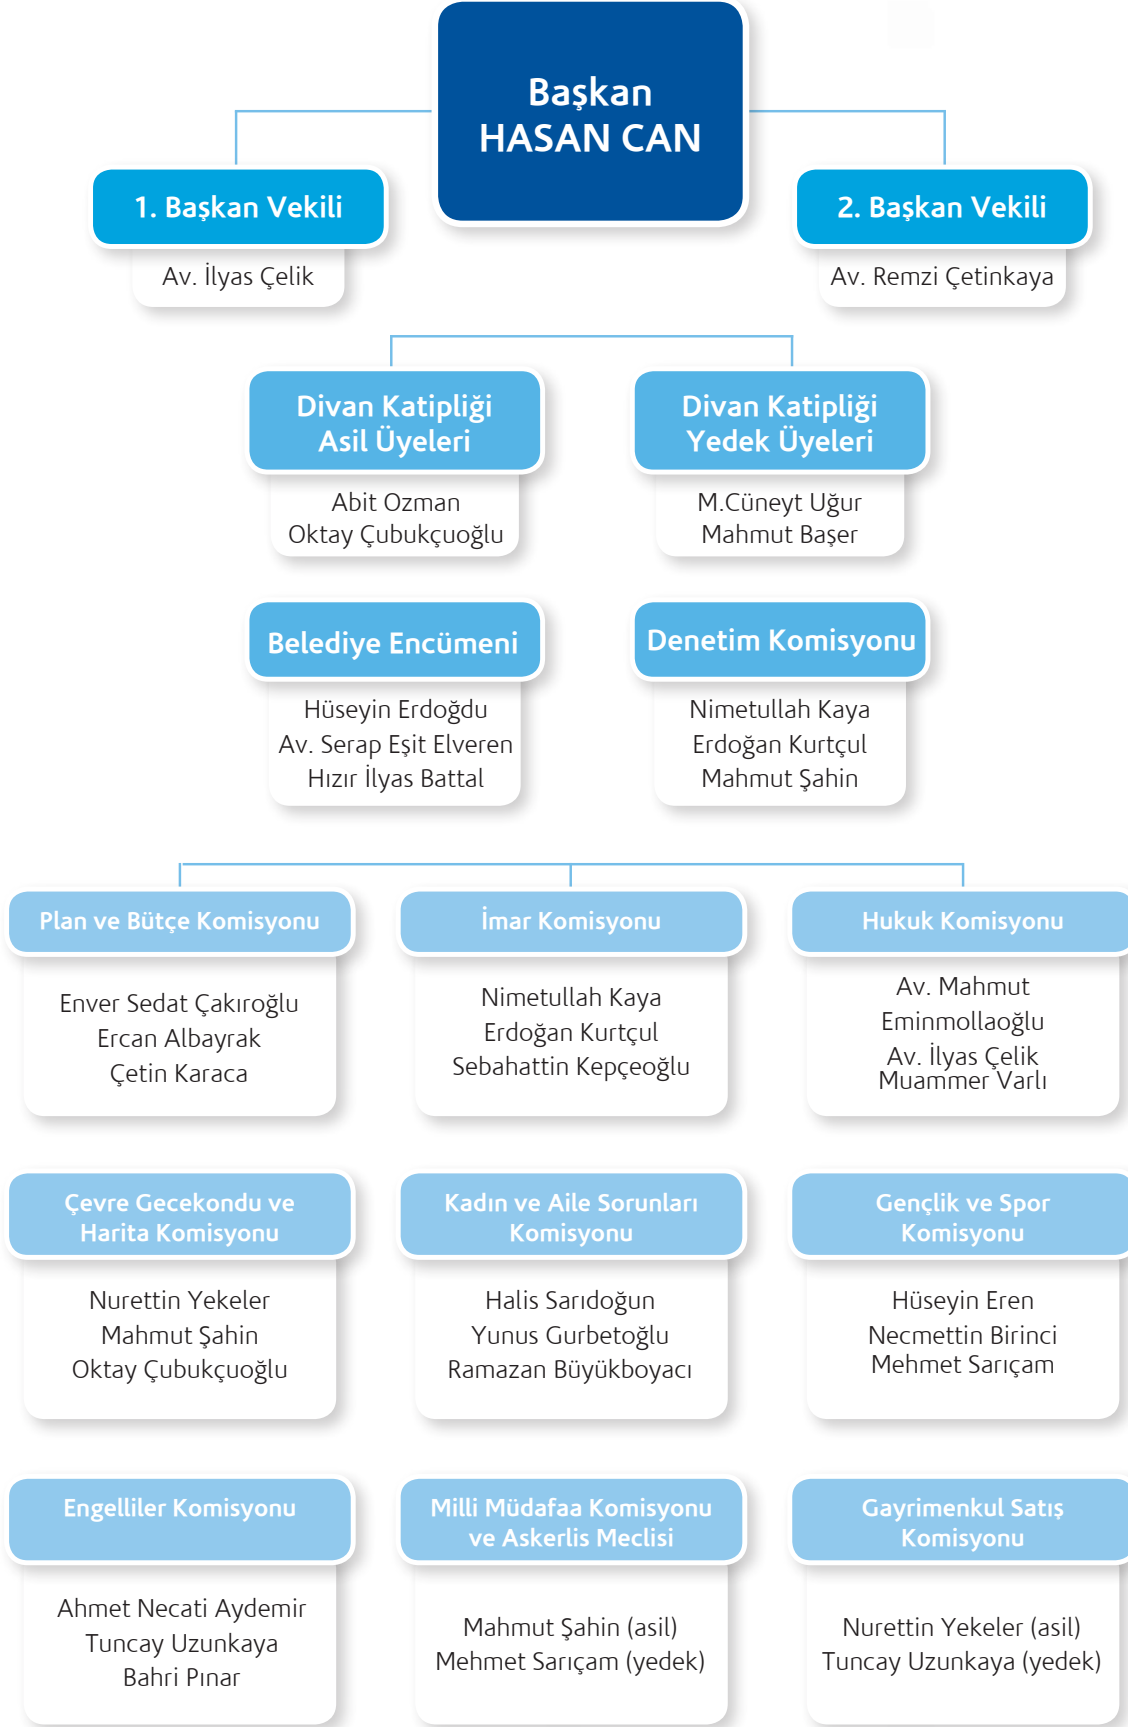 Başkan
HASAN CAN
1. Başkan Vekili
Av. İlyas Çelik
2. Başkan Vekili
Av. Remzi Çetinkaya
Divan Katipliği
Asil Üyeleri
Abit Ozman
Oktay Çubukçuoğlu
Divan Katipliği
Yedek Üyeleri
M.Cüneyt Uğur
Mahmut Başer
Belediye Encümeni
Hüseyin Erdoğdu
Av. Serap Eşit Elveren
Hızır İlyas Battal
Denetim Komisyonu
Nimetullah Kaya
Erdoğan Kurtçul
Mahmut Şahin
Plan ve Bütçe Komisyonu
Enver Sedat Çakıroğlu
Ercan Albayrak
Çetin Karaca
İmar Komisyonu
Nimetullah Kaya
Erdoğan Kurtçul
Sebahattin Kepçeoğlu
Hukuk Komisyonu
Av. Mahmut
Eminmollaoğlu
Av. İlyas Çelik
Muammer Varlı
Çevre Gecekondu ve
Harita Komisyonu
Nurettin Yekeler
Mahmut Şahin
Oktay Çubukçuoğlu
Kadın ve Aile Sorunları
Komisyonu
Halis Sarıdoğun
Yunus Gurbetoğlu
Ramazan Büyükboyacı
Gençlik ve Spor
Komisyonu
Hüseyin Eren
Necmettin Birinci
Mehmet Sarıçam
Engelliler Komisyonu
Ahmet Necati Aydemir
Tuncay Uzunkaya
Bahri Pınar
Milli Müdafaa Komisyonu
ve Askerlis Meclisi
Mahmut Şahin (asil)
Mehmet Sarıçam (yedek)
Gayrimenkul Satış
Komisyonu
Nurettin Yekeler (asil)
Tuncay Uzunkaya (yedek)